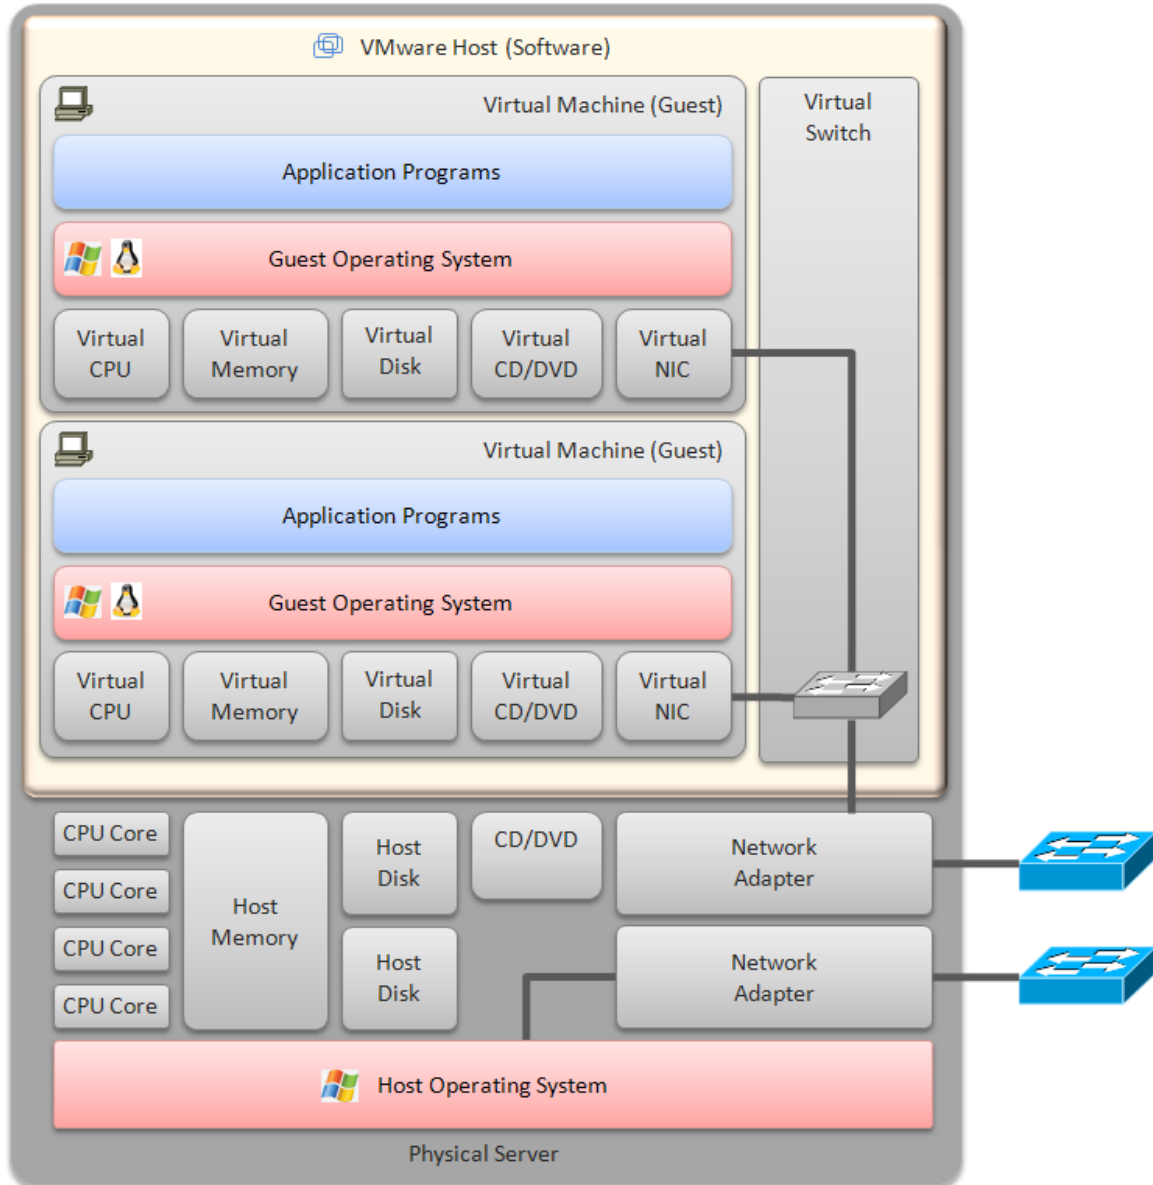 VMware Host (Software)
Virtual Machine (Guest)
Application Programs
Guest Operating System
Virtual
CPU
Virtual
Memory
Virtual
Disk
Virtual
CD/DVD
Virtual
NIC
Virtual
Switch
Virtual Machine (Guest)
Application Programs
Guest Operating System
Virtual
CPU
Virtual
Memory
Virtual
Disk
Virtual
CD/DVD
Virtual
NIC
CPU Core
CPU Core
CPU Core
CPU Core
Host
Memory
Host
Disk
Host
Disk
CD/DVD
Network
Adapter
Network
Adapter
Host Operating System
Physical Server